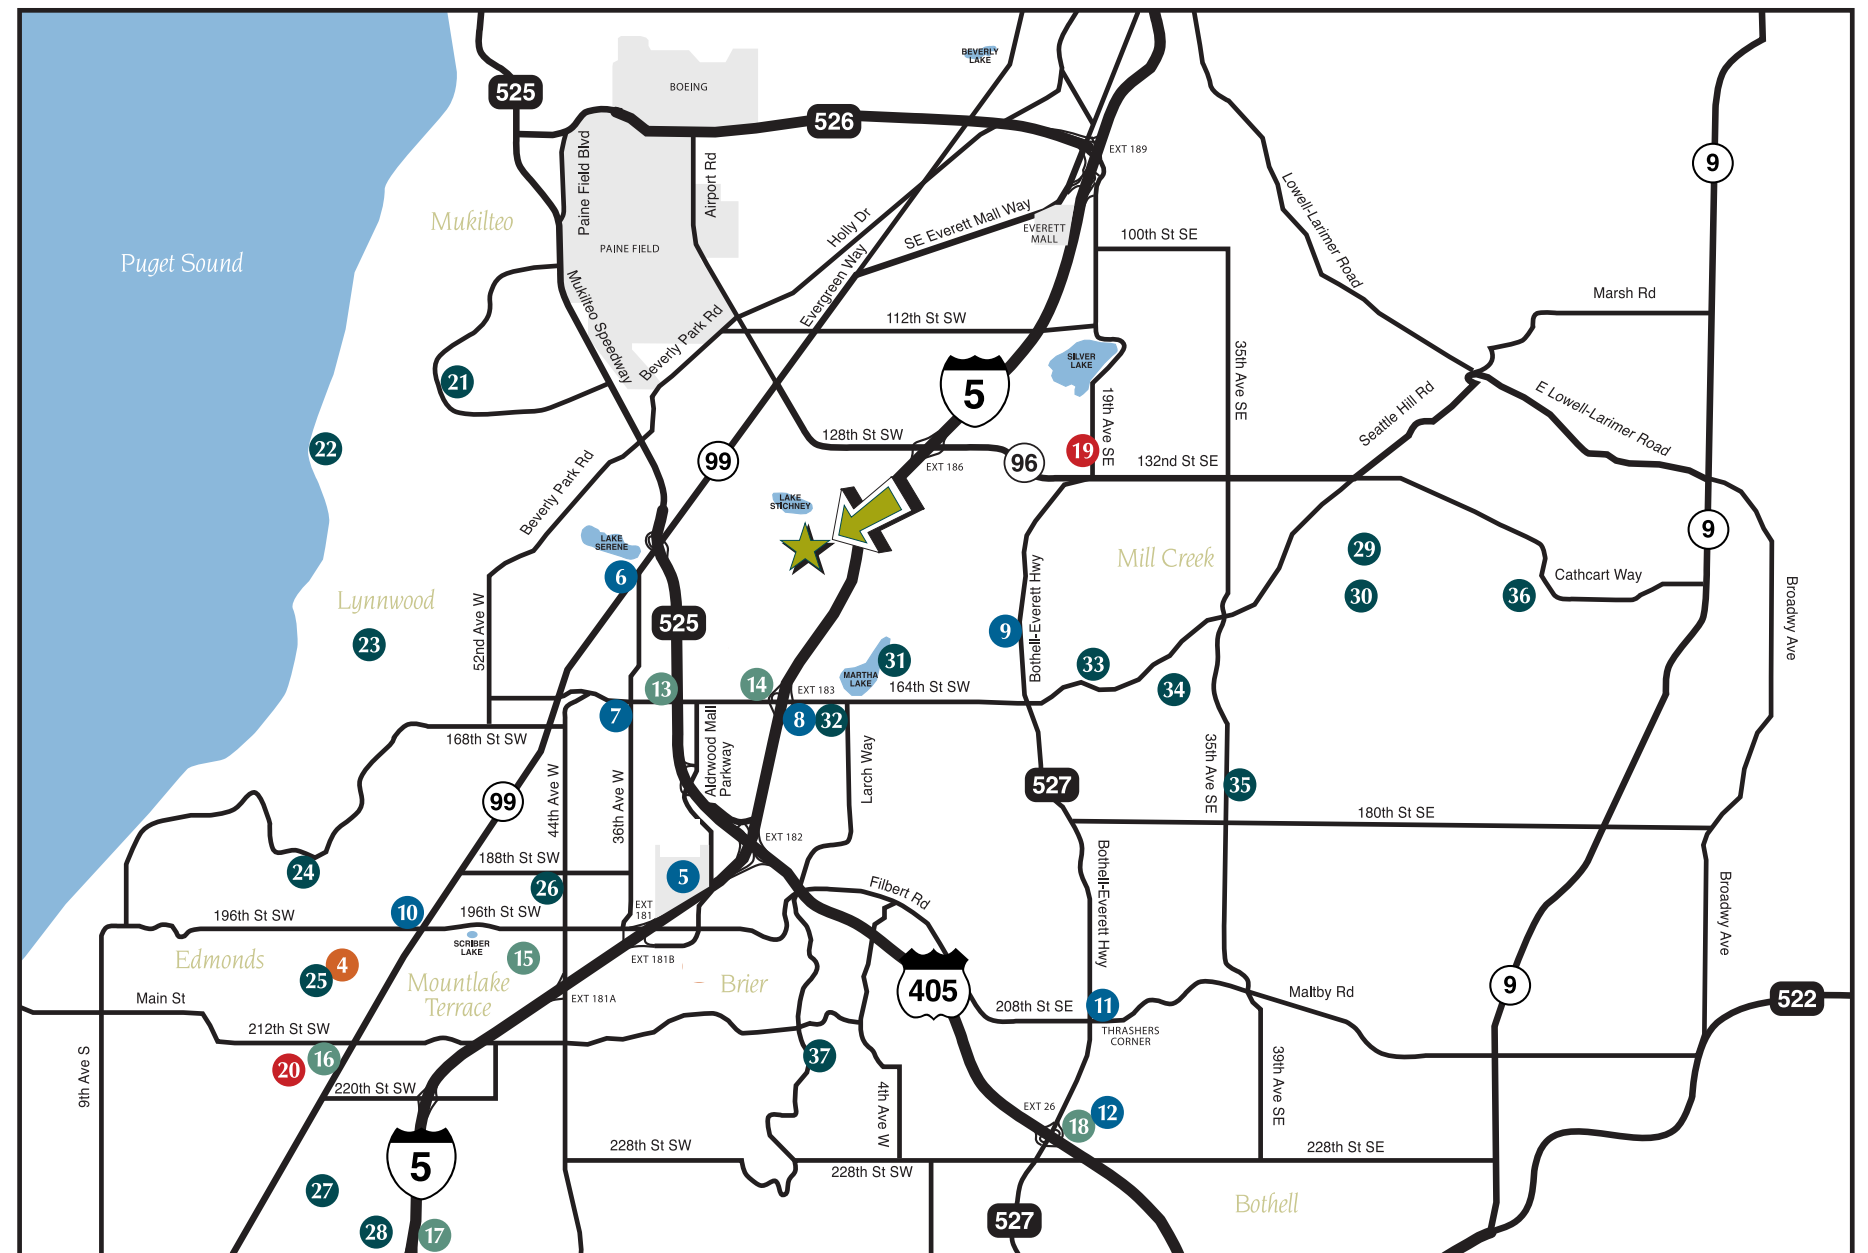 BEVERLY
LAKE
525
BOEING
526
EXT 189
9
Paine Field Blvd
Airport Rd
Lowell-Larimer Road
Mukilteo
Holly Dr
SE Everett Mall Way
EVERETT
MALL
100th St SE
Puget Sound
PAINE FIELD
Evergreen Way
Mukilteo Speedway
Marsh Rd
Beverly Park Rd
112th St SW
SILVER
LAKE
35th Ave SE
21
5
19th Ave SE
Seattle Hill Rd
E Lowell-Larimer Road
22
128th St SW
19
99
EXT 186
96
132nd St SE
Beverly Park Rd
LAKE
STICHNEY
LAKE
SERENE
9
Mill Creek
29
6
Cathcart Way
Lynnwood
30
36
525
Bothell-Everett Hwy
Broadwy Ave
52nd Ave W
9
23
31
33
MARTHA
LAKE
13
14
EXT 183
164th St SW
34
7
8
32
168th St SW
Aldrwood Mall
Parkway
Larch Way
35th Ave SE
99
44th Ave W
36th Ave W
527
35
180th St SE
EXT 182
188th St SW
24
26
5
Filbert Rd
Bothell-Everett Hwy
Broadwy Ave
10
196th St SW
196th St SW
EXT
181
SCRIBER
LAKE
Edmonds
4
15
EXT 181B
25
Mountlake
Terrace
Brier
405
9
Main St
EXT 181A
208th St SE
11
Maltby Rd
522
212th St SW
THRASHERS
CORNER
20
16
37
9th Ave S
220th St SW
4th Ave W
39th Ave SE
EXT 26
18
12
5
228th St SW
228th St SW
228th St SE
27
Bothell
28
17
527